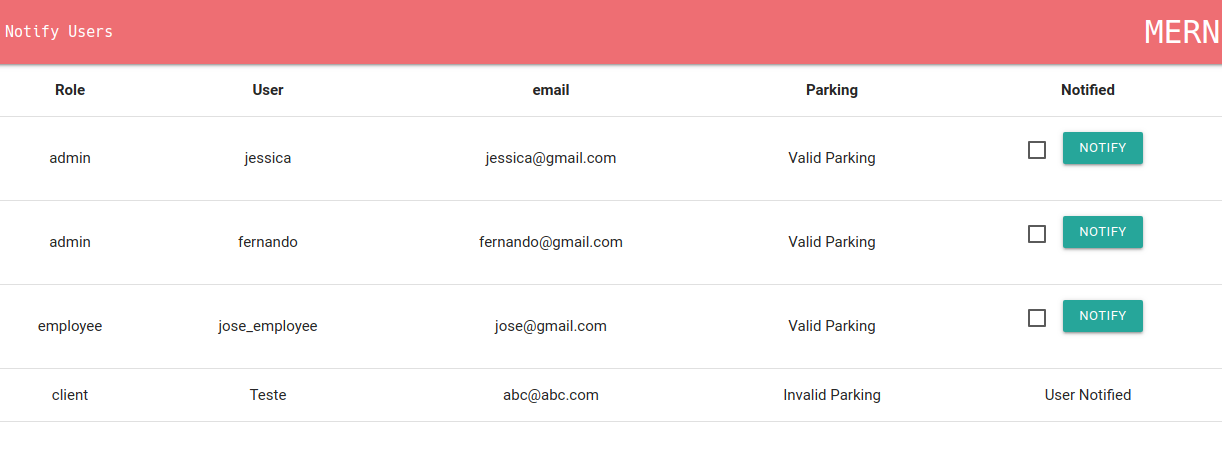 Notify Users MERN
Role User email Parking Notified
admin jessica jessica@gmail.com Valid Parking NOTIFY
admin fernando fernando@gmail.com Valid Parking NOTIFY
employee jose_employee jose@gmail.com Valid Parking NOTIFY
client Teste abc@abc.com Invalid Parking User Notified